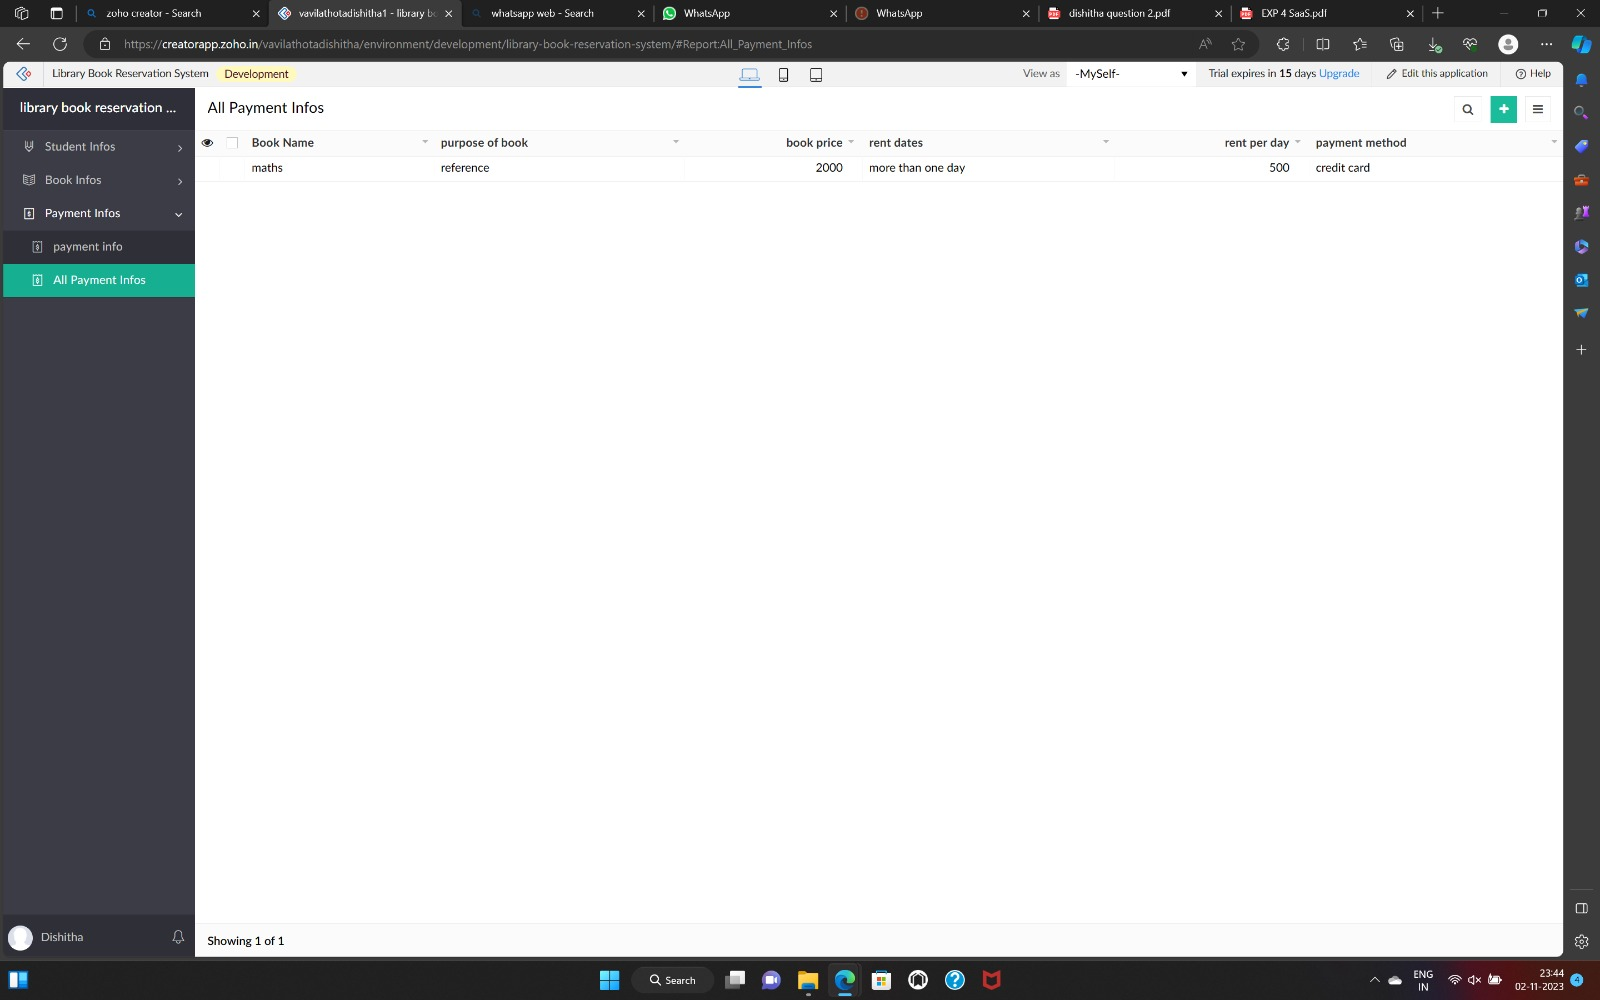 zoho creator - Search
vavilathotadishitha1 - library bo
whatsapp web - Search
WhatsApp
WhatsApp
dishitha question 2.pdf
EXP 4 SaaS.pdf
https://creatorapp.zoho.in/vavilathotadishitha/environment/development/library-book-reservation-system/#Report:All_Payment_Infos
Library Book Reservation System Development
View as -MySelf-
Trial expires in 15 days Upgrade
Edit this application
Help
library book reservation ...
All Payment Infos
Student Infos
Book Infos
Payment Infos
payment info
All Payment Infos
Book Name purpose of book book price rent dates rent per day payment method
maths reference 2000 more than one day 500 credit card
Dishitha
Showing 1 of 1
Search
ENG
IN
23:44
02-11-2023
4